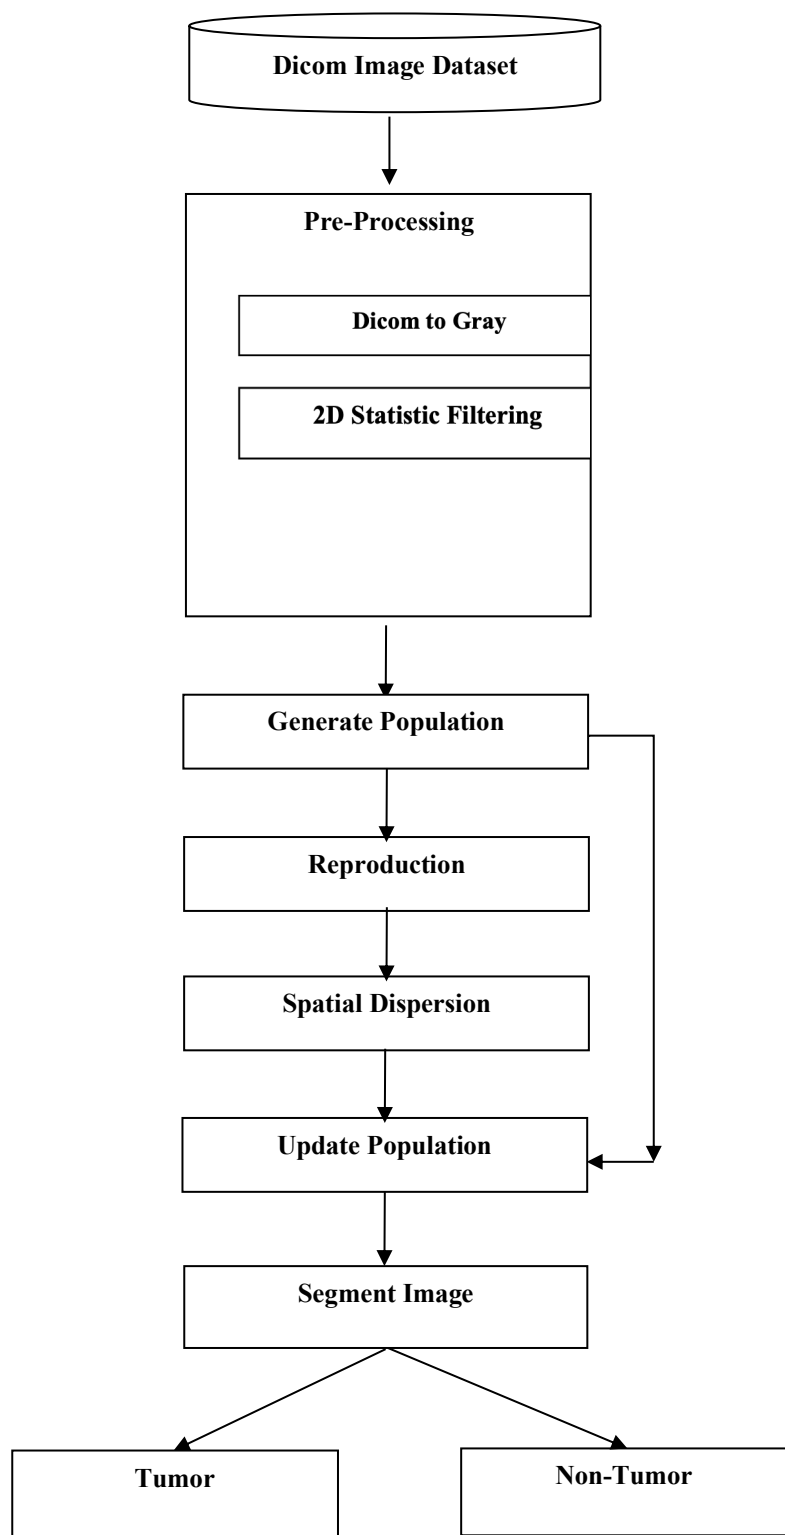 Dicom Image Dataset
Pre-Processing
Dicom to Gray
2D Statistic Filtering
Generate Population
Reproduction
Spatial Dispersion
Update Population
Segment Image
Tumor
Non-Tumor